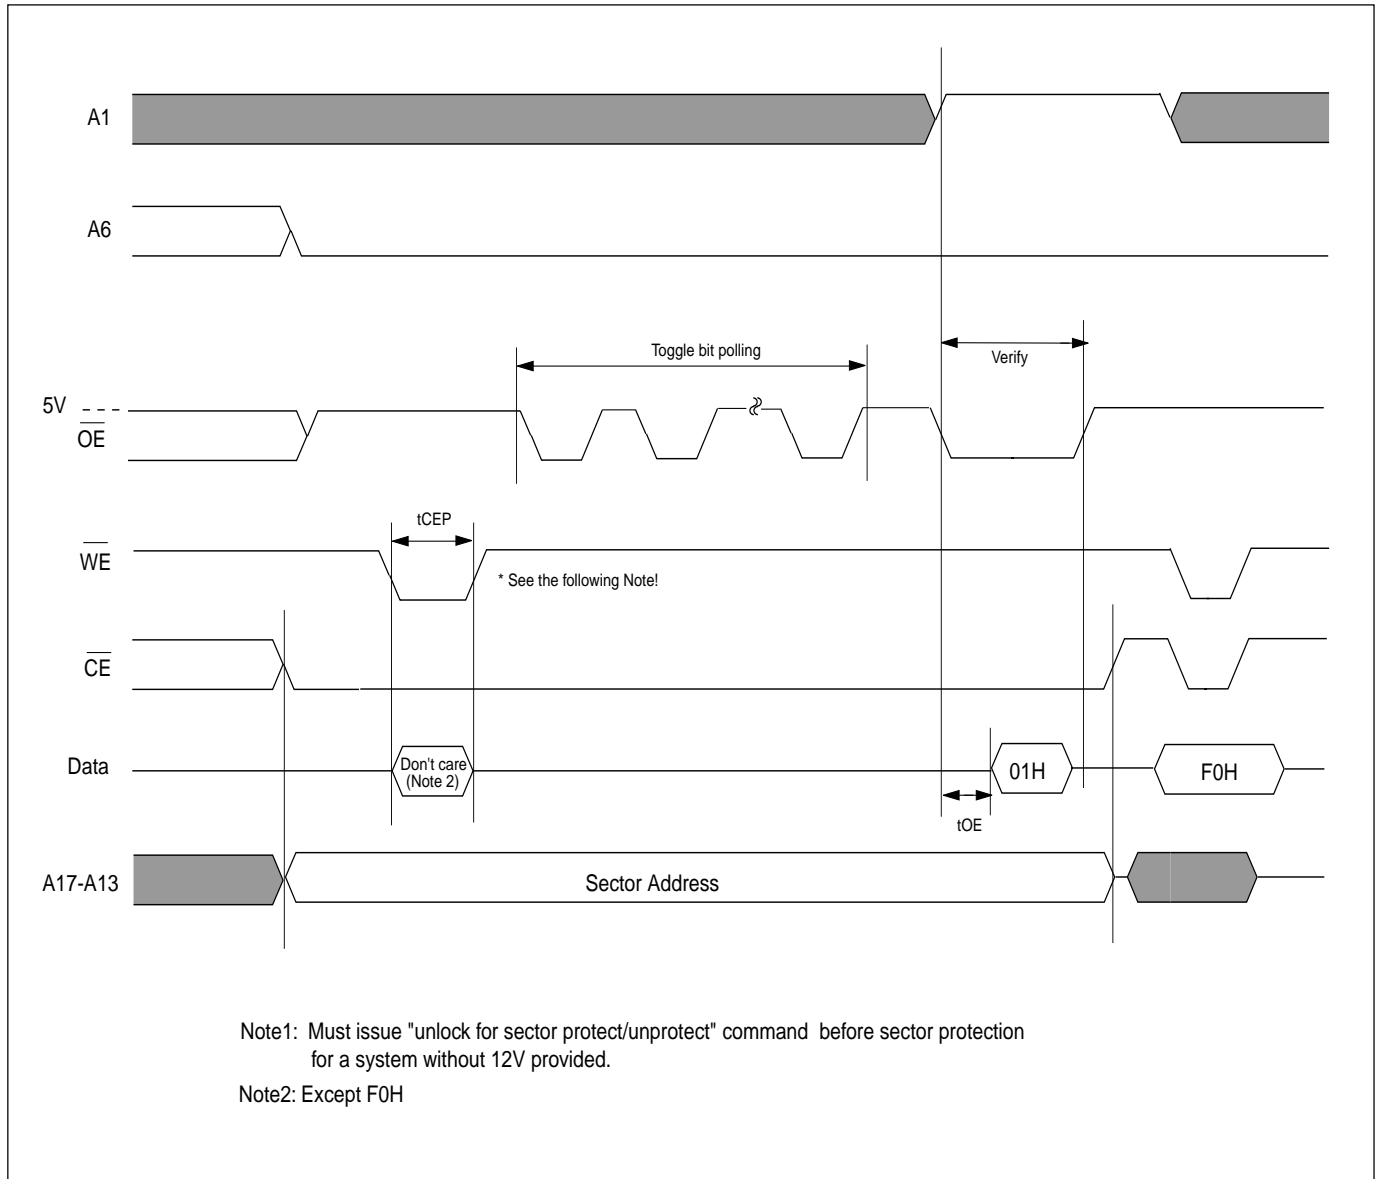 A1
A6
Toggle bit polling
Verify
5V
OE
tCEP
WE
* See the following Note!
CE
Data
Don't care
(Note 2)
01H
F0H
tOE
A17-A13
Sector Address
Note1: Must issue "unlock for sector protect/unprotect" command before sector protection
for a system without 12V provided.
Note2: Except F0H